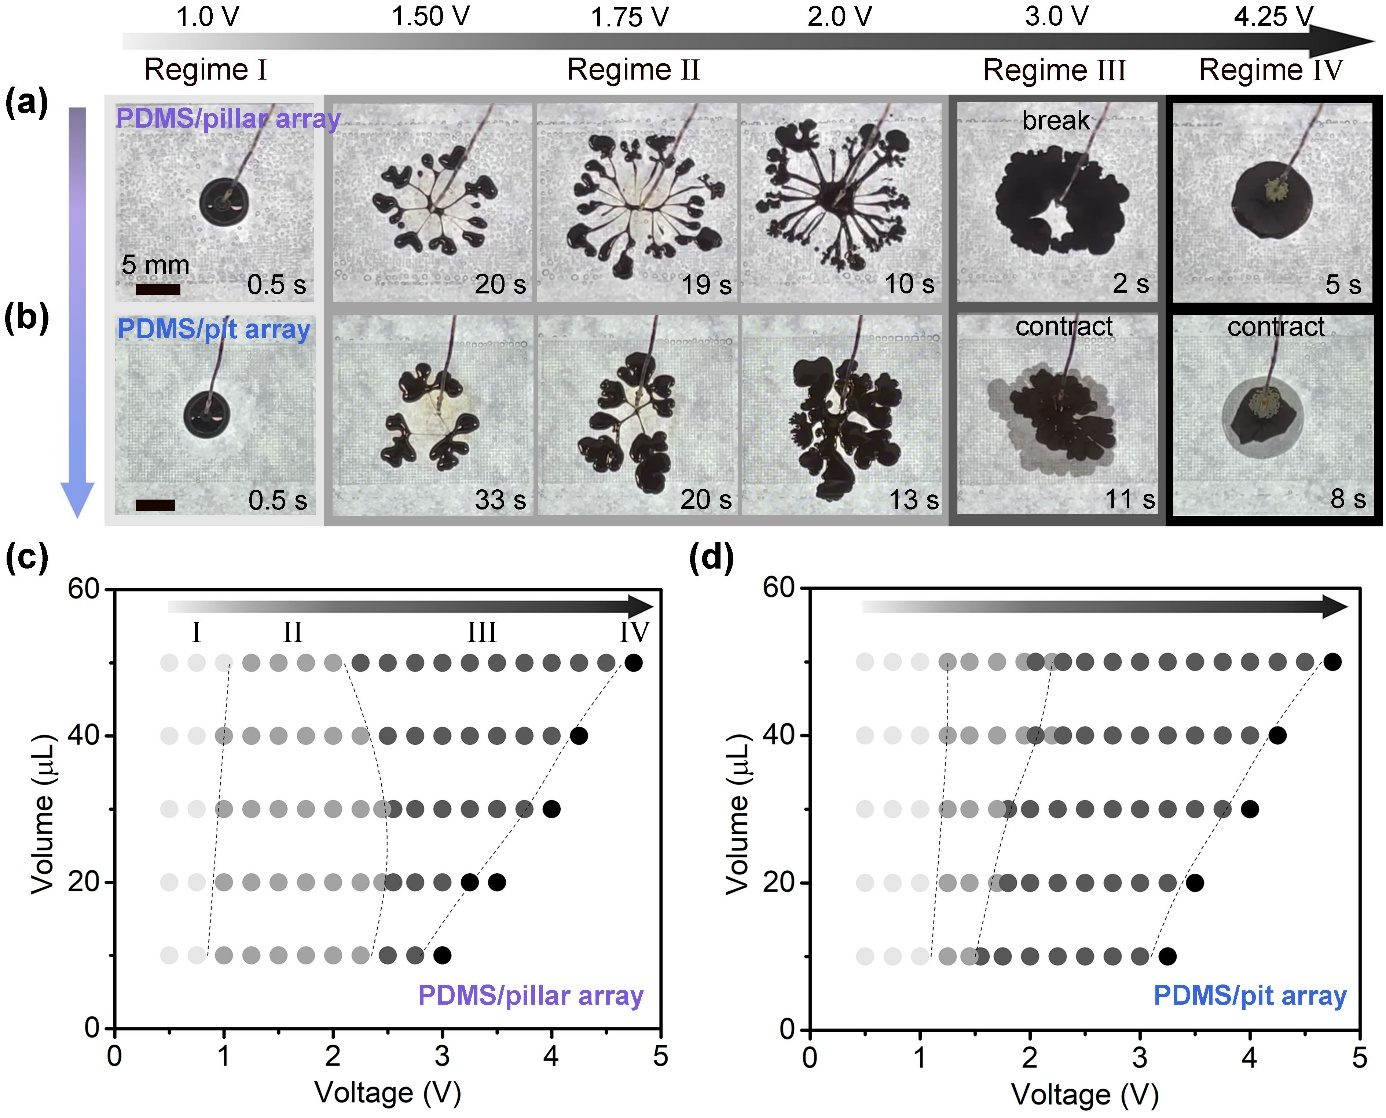 1.0 V 1.50 V 1.75 V 2.0 V 3.0 V 4.25 V
Regime I Regime II Regime III Regime IV
(a)
PDMS/pillar array
break
5 mm
0.5 s 20 s 19 s 10 s 2 s 5 s
(b)
PDMS/pit array
contract contract
0.5 s 33 s 20 s 13 s 11 s 8 s
(c)
60
I II III IV
40
20
0
0 1 2 3 4 5
Volume (μL)
PDMS/pillar array
Voltage (V)
(d)
60
40
20
0
0 1 2 3 4 5
Volume (μL)
PDMS/pit array
Voltage (V)